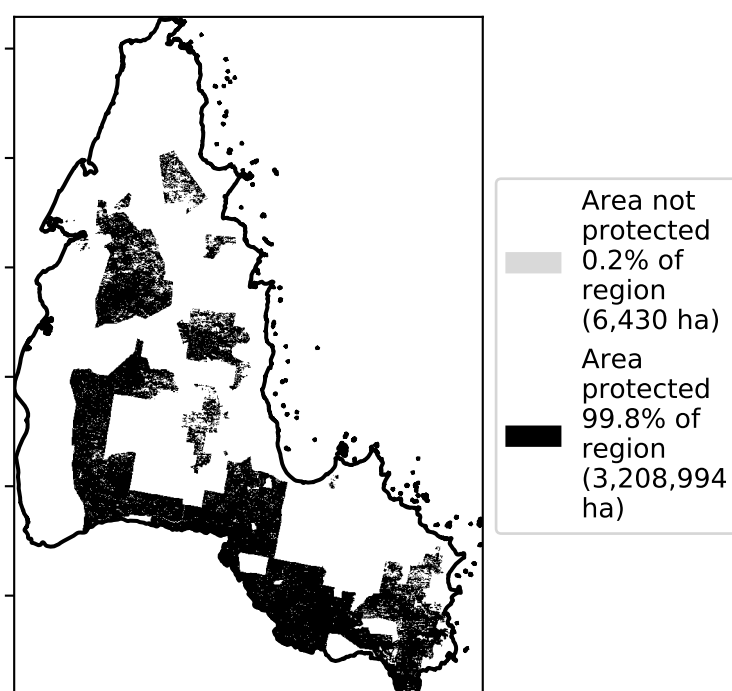 Area not
protected
0.2% of
region
(6,430 ha)
Area
protected
99.8% of
region
(3,208,994
ha)